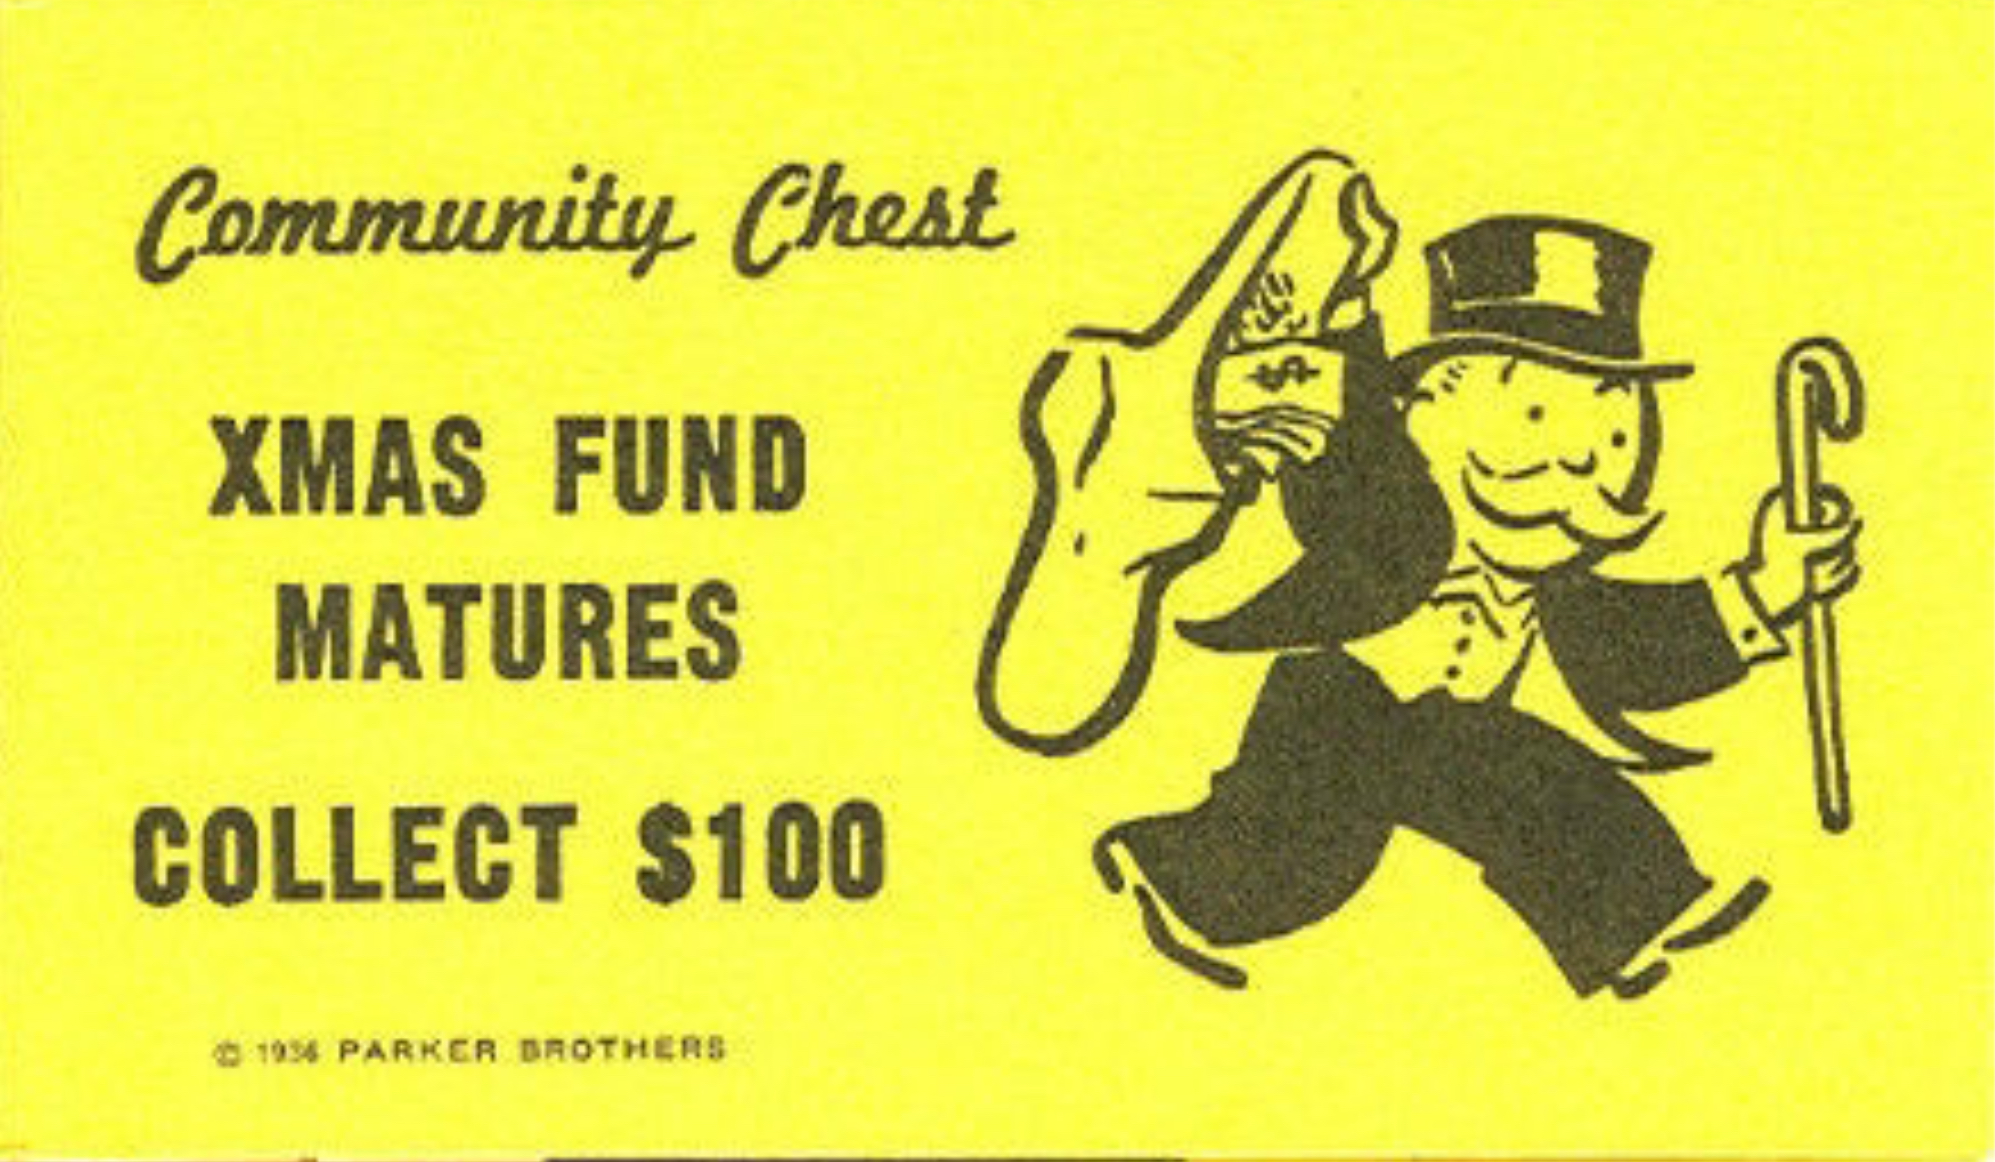 Community Chest
$
XMAS FUND
MATURES
COLLECT $100
© 1936 PARKER BROTHERS